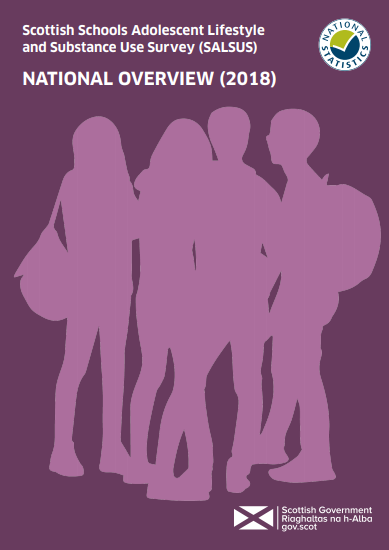 Scottish Schools Adolescent Lifestyle
and Substance Use Survey (SALSUS)
NATIONAL OVERVIEW (2018)
NATIONAL
STATISTICS
Scottish Government
Riaghaltas na h-Alba
gov.scot